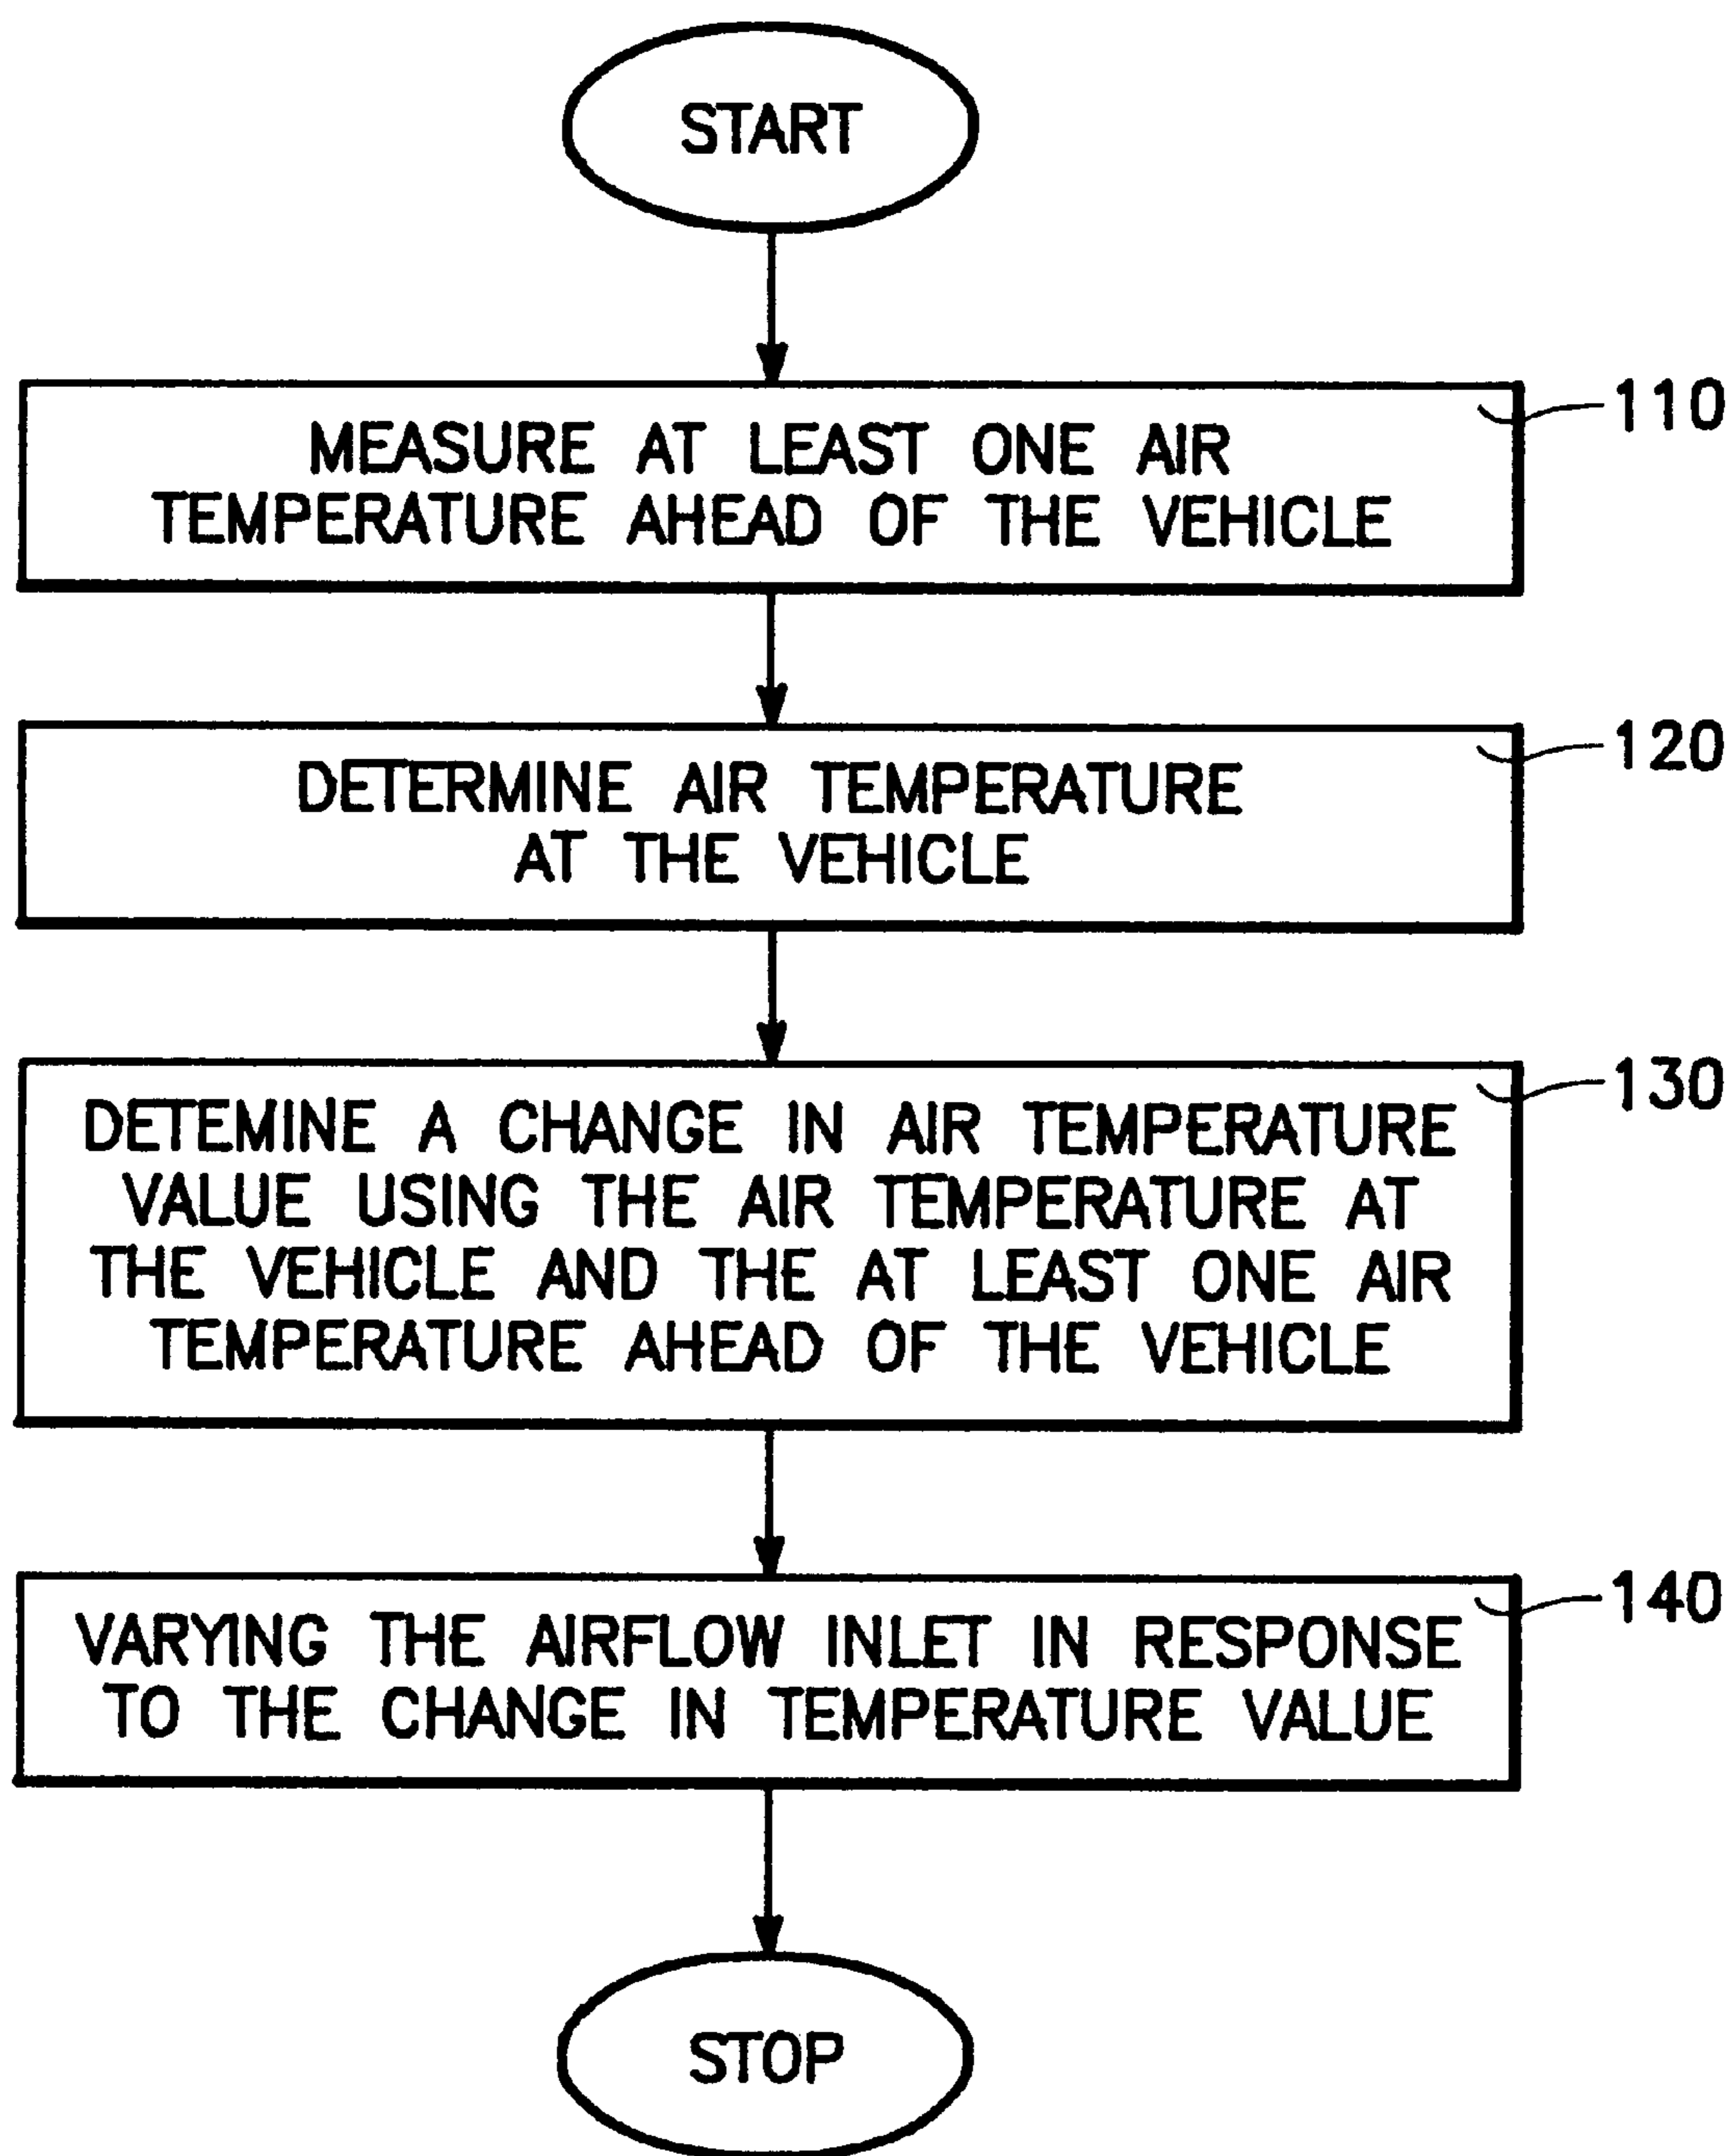 START
110
MEASURE AT LEAST ONE AIR
TEMPERATURE AHEAD OF THE VEHICLE
120
DETERMINE AIR TEMPERATURE
AT THE VEHICLE
130
DETEMINE A CHANGE IN AIR TEMPERATURE
VALUE USING THE AIR TEMPERATURE AT
THE VEHICLE AND THE AT LEAST ONE AIR
TEMPERATURE AHEAD OF THE VEHICLE
140
VARYING THE AIRFLOW INLET IN RESPONSE
TO THE CHANGE IN TEMPERATURE VALUE
STOP